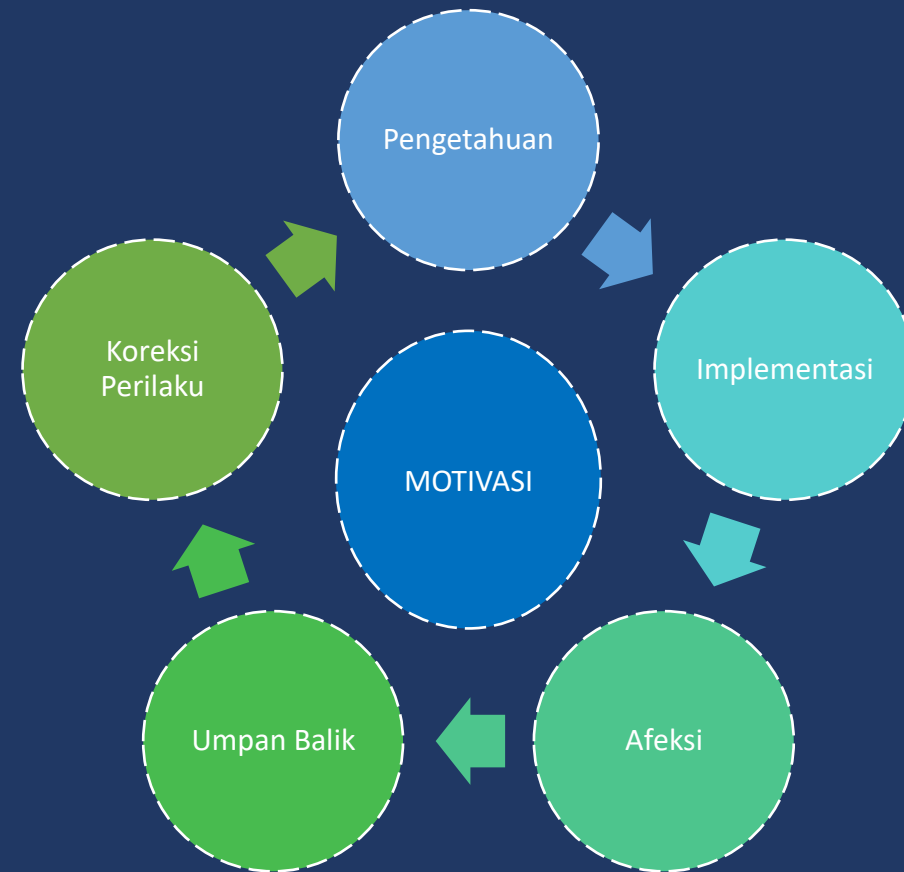 Pengetahuan
Implementasi
Afeksi
Umpan Balik
Koreksi
Perilaku
MOTIVASI